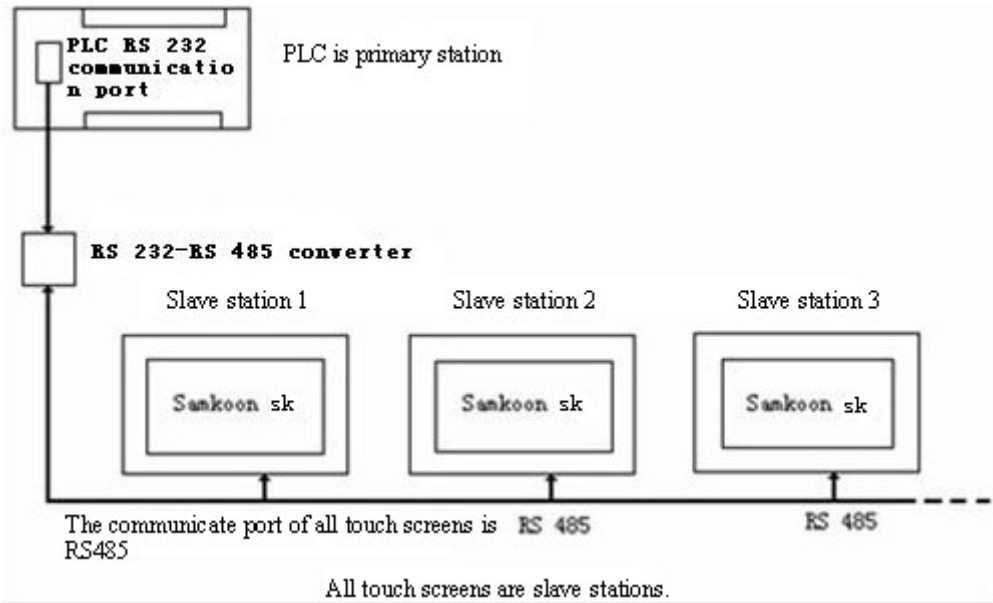 PLC RS 232
communicatio
n port
PLC is primary station
RS 232-RS 485 converter
Slave station 1
Slave station 2
Slave station 3
Samkoon sk
Samkoon sk
Samkoon sk
The communicate port of all touch screens is
RS485
RS 485
RS 485
All touch screens are slave stations.